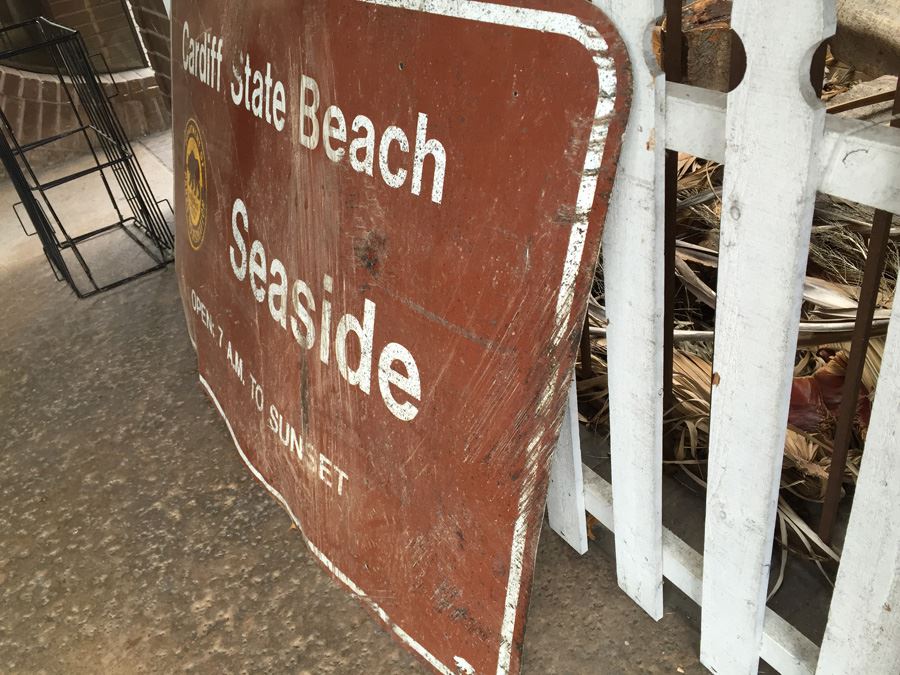 Cardiff State Beach
Seaside
OPEN: 7 A.M. TO SUNSET